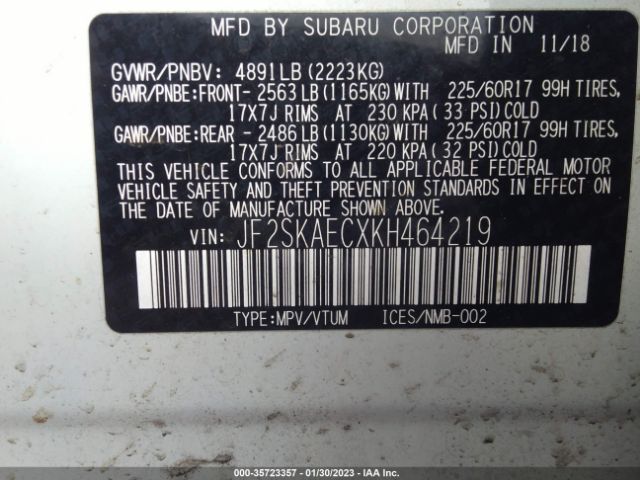 MFD BY SUBARU CORPORATION
MFD IN 11/18
GVWR/PNBV: 4891LB(2223KG)
GAWR/PNBE:FRONT- 2563 LB(1165KG)WITH 225/60R17 99H TIRES,
17X7J RIMS AT 230 KPA( 33 PSI)COLD
GAWR/PNBE:REAR - 2486 LB(1130KG)WITH 225/60R17 99H TIRES,
17X7J RIMS AT 220 KPA( 32 PSI)COLD
THIS VEHICLE CONFORMS TO ALL APPLICABLE FEDERAL MOTOR
VEHICLE SAFETY AND THEFT PREVENTION STANDARDS IN EFFECT
ON THE DATE OF MANUFACTURE SHOWN ABOVE.
VIN: JF2SKAECXKH464219
TYPE:MPV/VTUM ICES/NMB-002
000-35723357 - 01/30/2023 - IAA Inc.